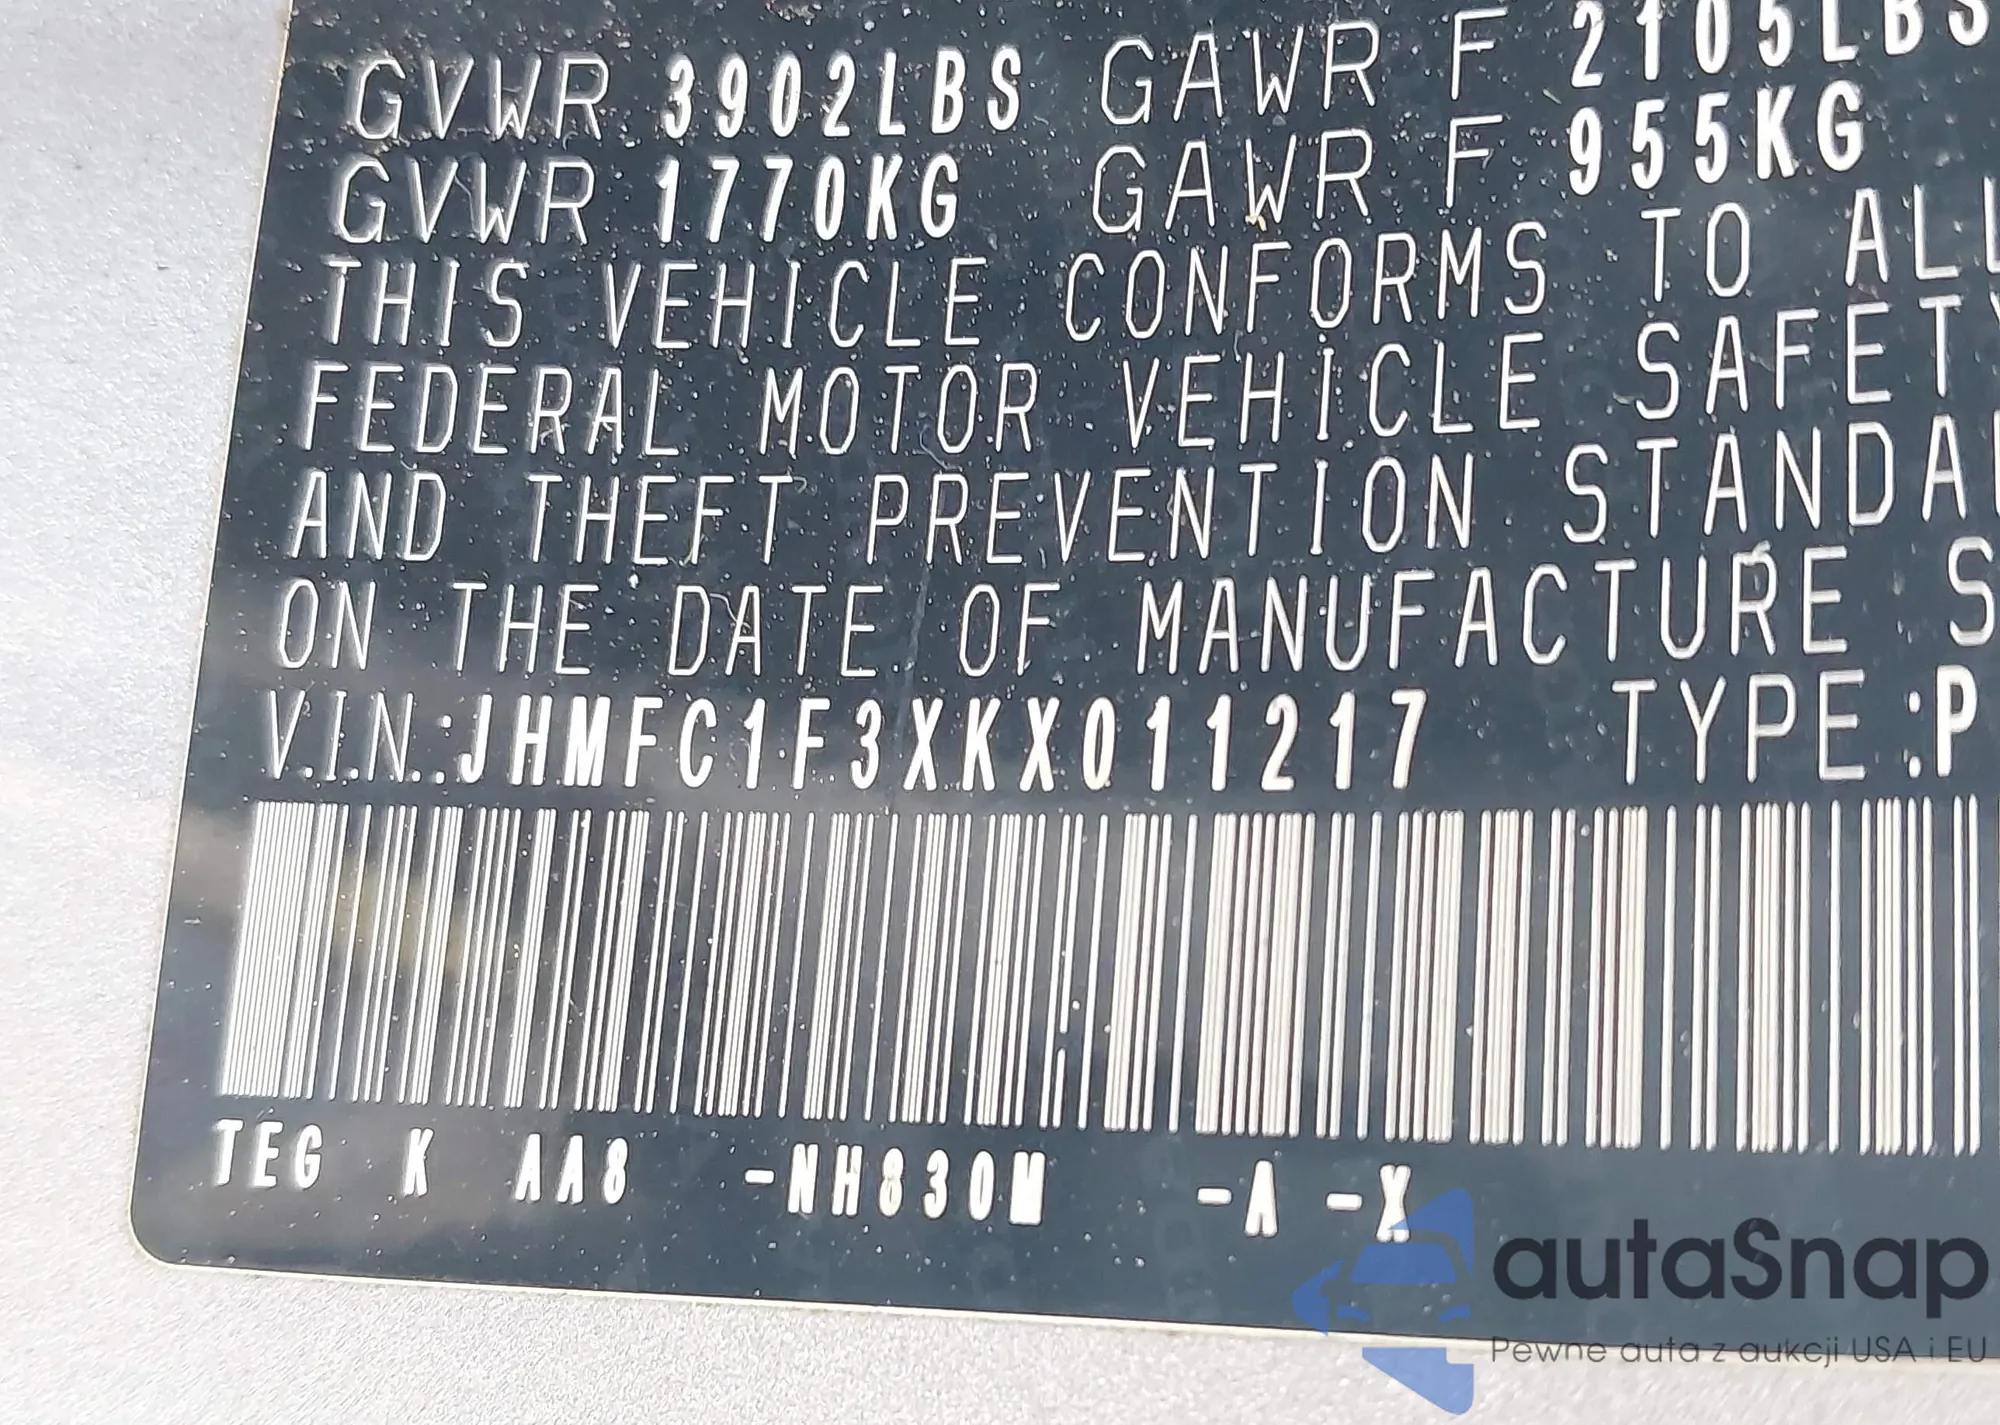 GVWR 3902LBS GAWR F 2105LBS
GVWR 1770KG GAWR F 955KG
THIS VEHICLE CONFORMS TO ALL
FEDERAL MOTOR VEHICLE SAFETY
AND THEFT PREVENTION STANDA
ON THE DATE OF MANUFACTURE S
V.I.N.:JHMFC1F3XKX011217 TYPE:P
TEG K AA8 -NH830M -A -X
autaSnap
Pewne auta z aukcji USA i EU